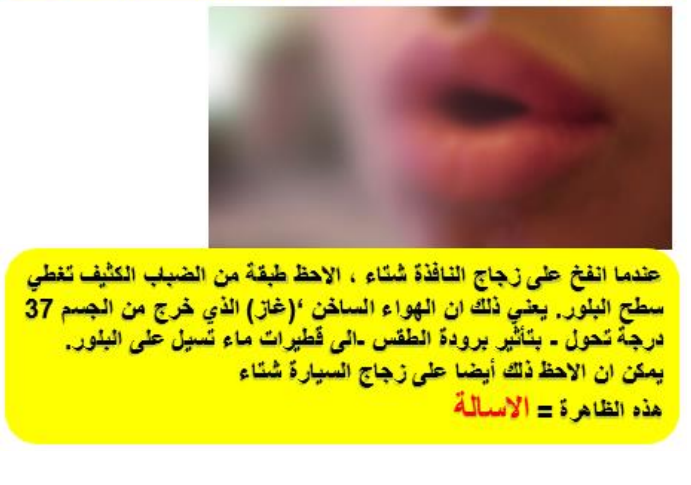 عندما انفخ على زجاج النافذة شتاء ، الاحظ طبقة من الضباب الكثيف تغطي
سطح البلور. يعني ذلك ان الهواء الساخن ‘(غاز) الذي خرج من الجسم 37
درجة تحول - بتأثير برودة الطقس -الى قطيرات ماء تسيل على البلور.
يمكن ان الاحظ ذلك أيضا على زجاج السيارة شتاء
هذه الظاهرة = الاسالة